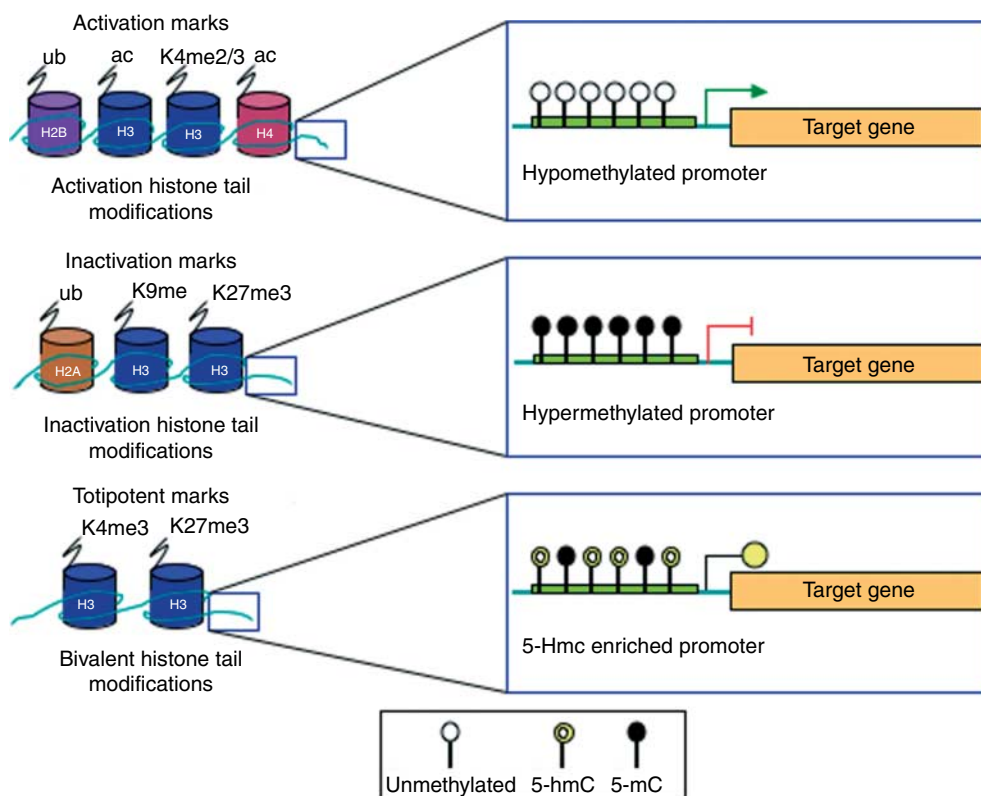 Activation marks
ub ac K4me2/3 ac
H2B H3 H3 H4
Activation histone tail
modifications
Target gene
Hypomethylated promoter
Inactivation marks
ub K9me K27me3
H2A H3 H3
Inactivation histone tail
modifications
Target gene
Hypermethylated promoter
Totipotent marks
K4me3 K27me3
H3 H3
Bivalent histone tail
modifications
Target gene
5-Hmc enriched promoter
Unmethylated 5-hmC 5-mC